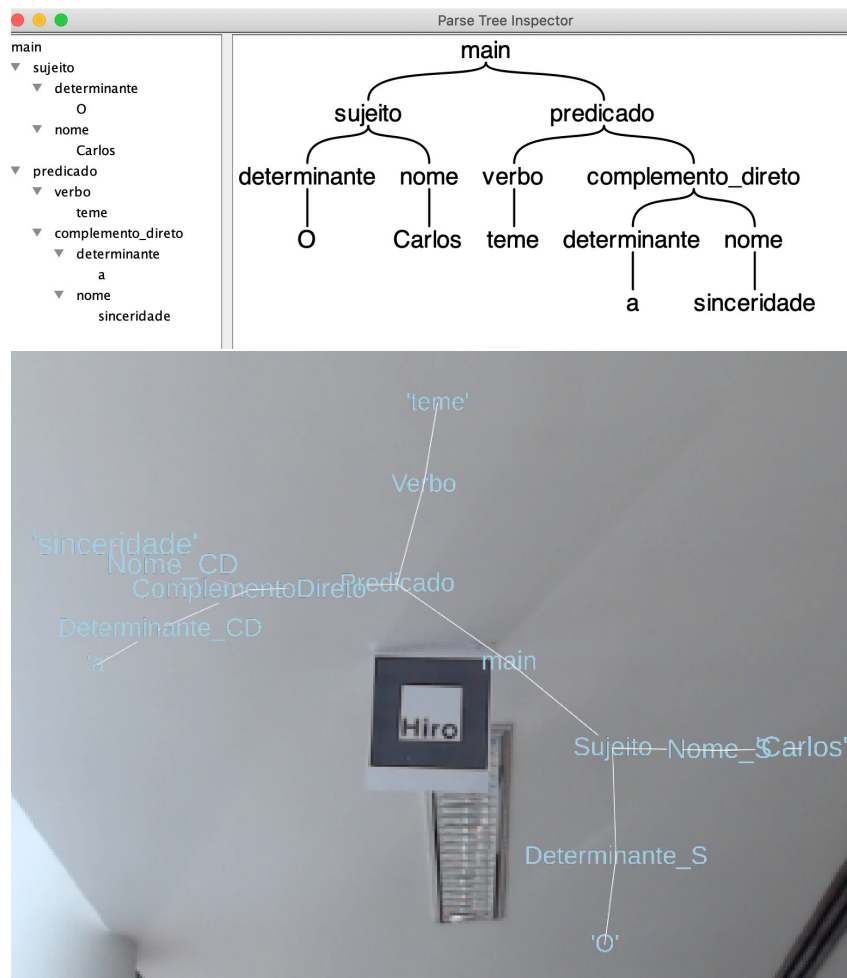 Parse Tree Inspector
main
sujeito
determinante
O
nome
Carlos
predicado
verbo
teme
complemento_direto
determinante
a
nome
sinceridade
main
sujeito predicado
determinante nome verbo complemento_direto
O Carlos teme determinante nome
a sinceridade
'teme'
Verbo
'sinceridade'
Nome_CD
ComplementoDireto Predicado
Determinante_CD
'a'
main
Hiro
Sujeito Nome_S 'Carlos'
Determinante_S
'O'